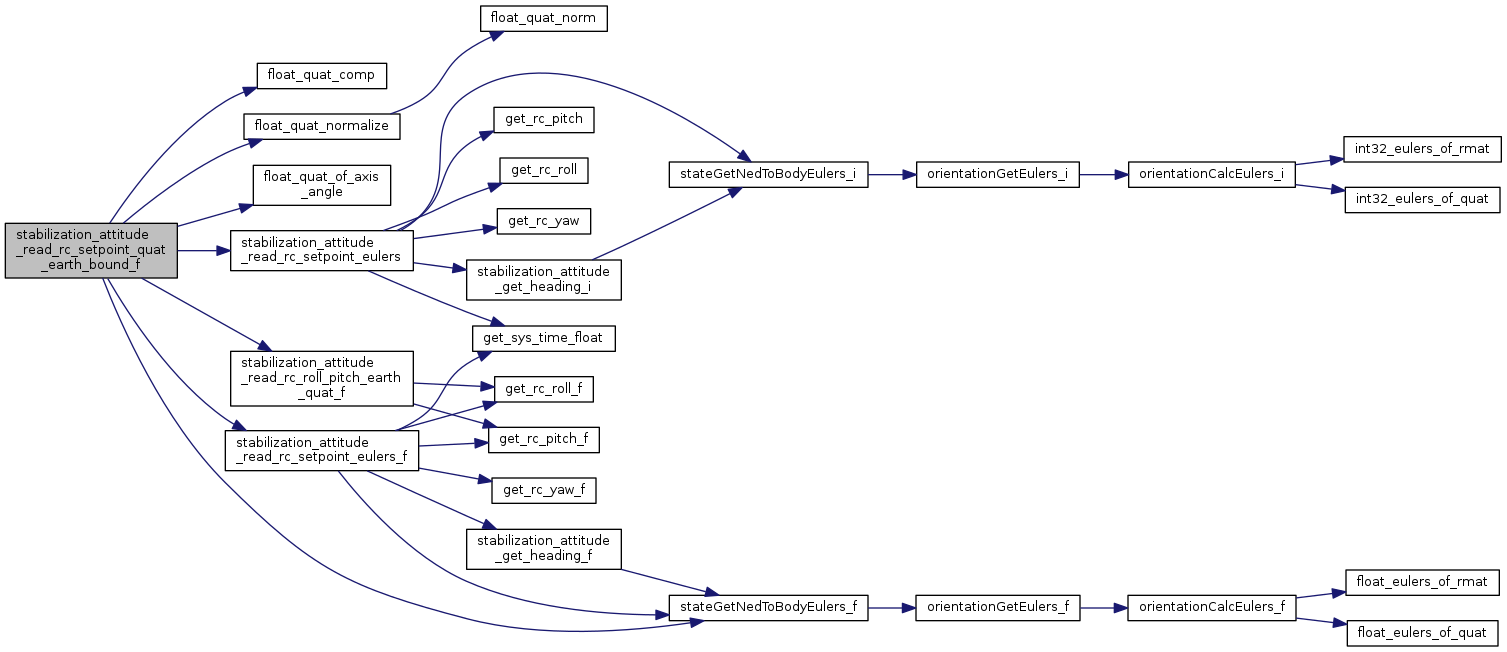 stabilization_attitude
_read_rc_setpoint_quat
_earth_bound_f
float_quat_comp
float_quat_normalize
float_quat_of_axis
_angle
stabilization_attitude
_read_rc_setpoint_eulers
stabilization_attitude
_read_rc_roll_pitch_earth
_quat_f
stabilization_attitude
_read_rc_setpoint_eulers_f
float_quat_norm
get_rc_pitch
get_rc_roll
get_rc_yaw
stabilization_attitude
_get_heading_i
get_sys_time_float
get_rc_roll_f
get_rc_pitch_f
get_rc_yaw_f
stabilization_attitude
_get_heading_f
stateGetNedToBodyEulers_i
stateGetNedToBodyEulers_f
orientationGetEulers_i
orientationGetEulers_f
orientationCalcEulers_i
orientationCalcEulers_f
int32_eulers_of_rmat
int32_eulers_of_quat
float_eulers_of_rmat
float_eulers_of_quat